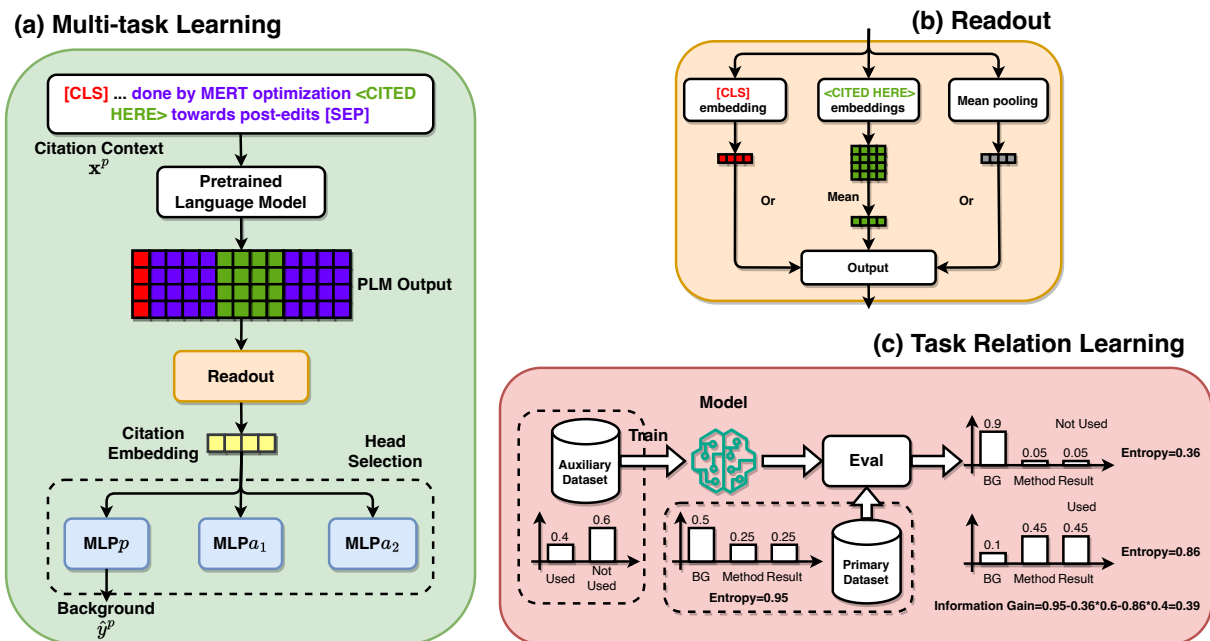 (a) Multi-task Learning
[CLS] ... done by MERT optimization <CITED
HERE> towards post-edits [SEP]
Citation Context
x^p
Pretrained
Language Model
PLM Output
Readout
Citation
Embedding
Head
Selection
MLPp
MLPa₁
MLPa₂
Background
ŷ^p
(b) Readout
[CLS]
embedding
<CITED HERE>
embeddings
Mean pooling
Or
Mean
Or
Output
(c) Task Relation Learning
Auxiliary
Dataset
Train
Model
Eval
0.4
0.6
Used
Not
Used
0.5
0.25
0.25
BG
Method
Result
Entropy=0.95
Primary
Dataset
0.9
Not Used
0.05
0.05
BG
Method
Result
Entropy=0.36
Used
0.1
0.45
0.45
BG
Method
Result
Entropy=0.86
Information Gain=0.95-0.36*0.6-0.86*0.4=0.39